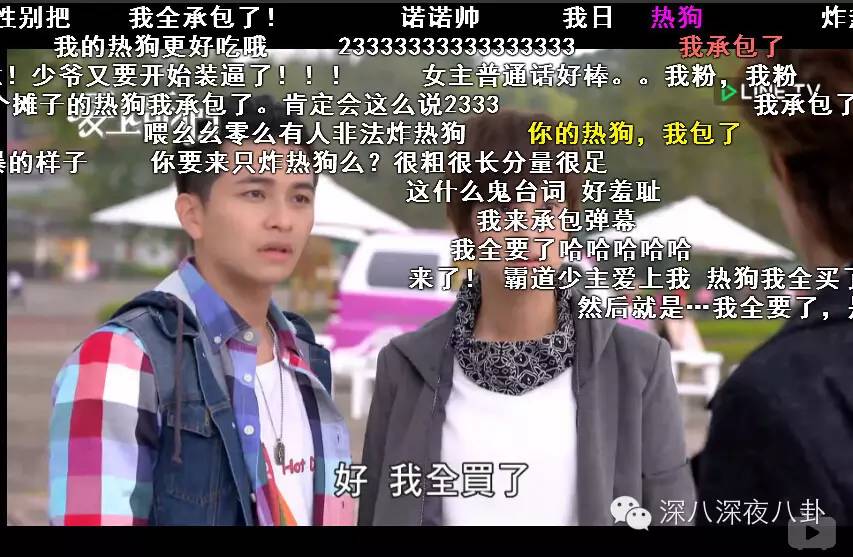 性别把 我全承包了! 诺诺帅 我日 热狗
我的热狗更好吃哦 23333333333333333 我承包了
!少爷又要开始装逼了!!! 女主普通话好棒。。我粉,我粉
LINE TV
个摊子的热狗我承包了。肯定会这么说2333 我承包了
喂幺幺零么有人非法炸热狗 你的热狗,我包了
的样子 你要来只炸热狗么?很粗很长分量很足
这什么鬼台词 好羞耻
我来承包弹幕
我全要了哈哈哈哈哈
来了! 霸道少主爱上我 热狗我全买了
然后就是…我全要了,
Hot D
好 我全買了
深八深夜八卦